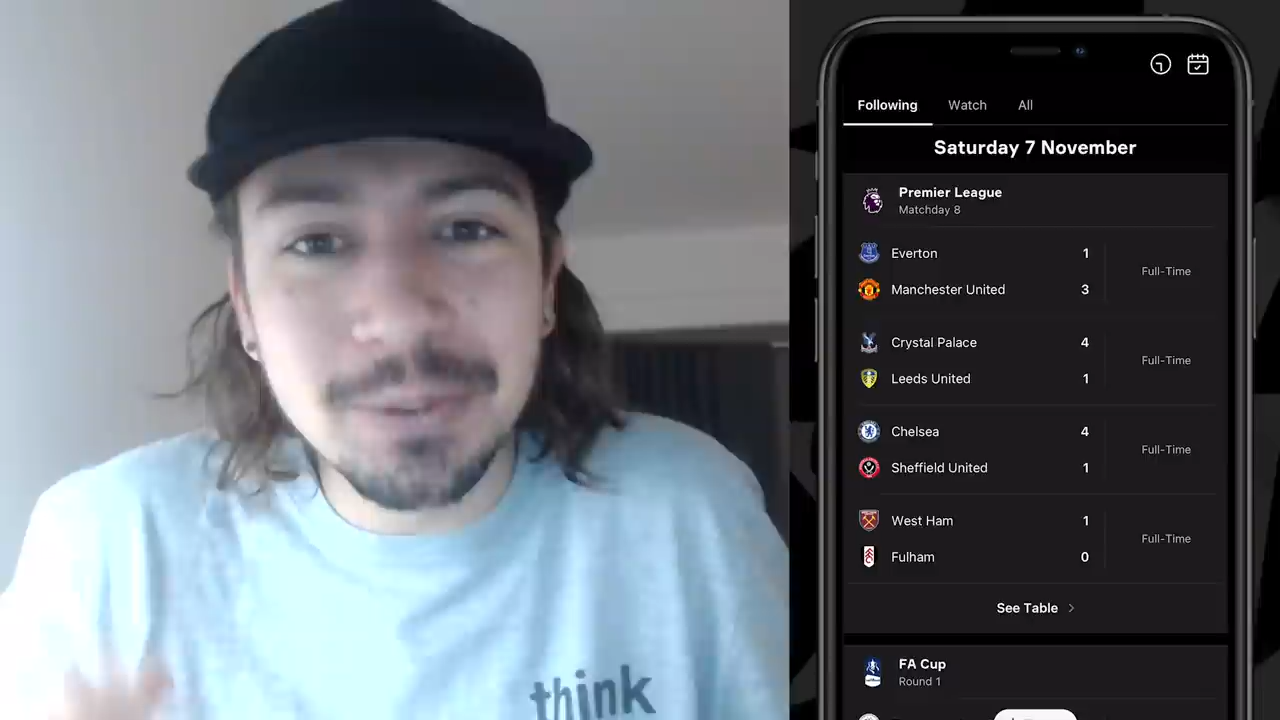 Following Watch All
Saturday 7 November
Premier League
Matchday 8
Everton 1
Manchester United 3
Full-Time
Crystal Palace 4
Leeds United 1
Full-Time
Chelsea 4
Sheffield United 1
Full-Time
West Ham 1
Fulham 0
Full-Time
See Table
FA Cup
Round 1
think